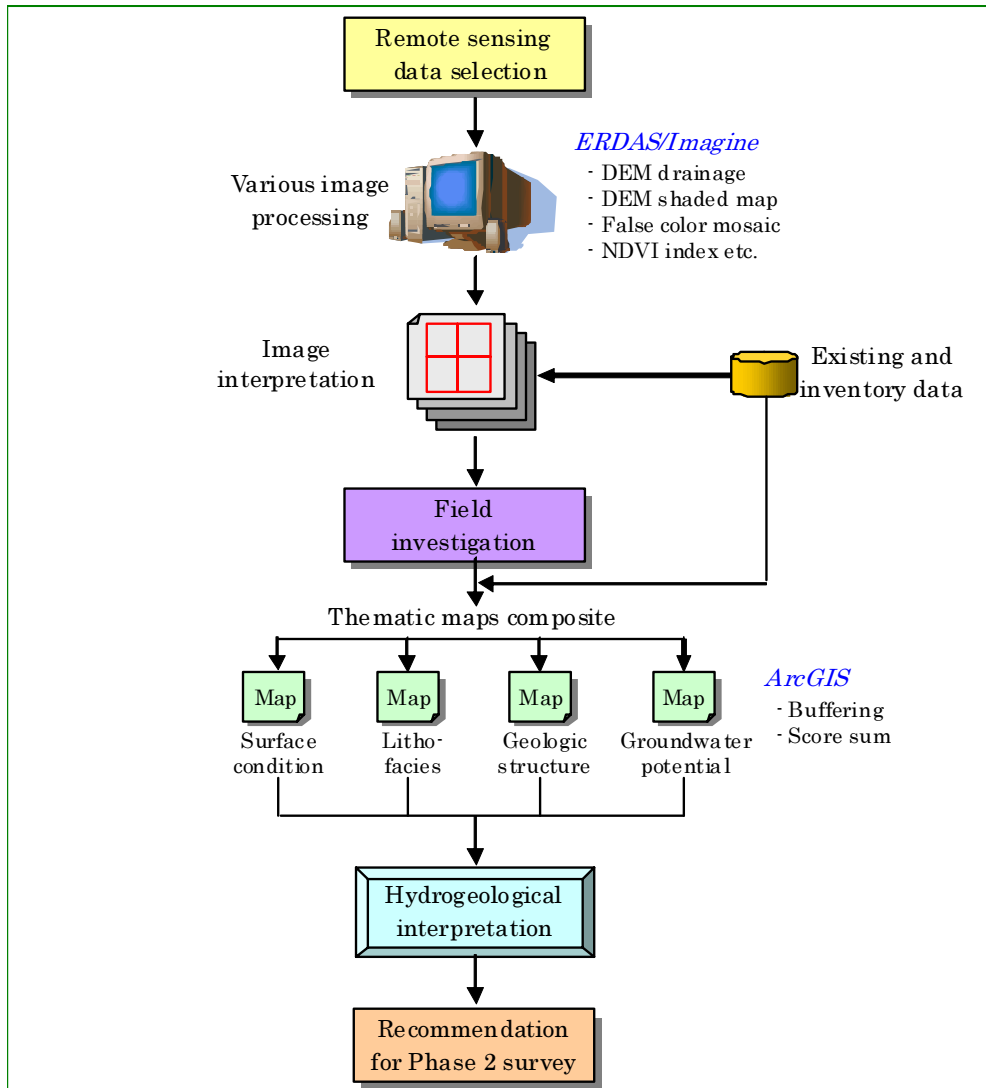 Remote sensing
data selection
ERDAS/Imagine
- DEM drainage
- DEM shaded map
- False color mosaic
- NDVI index etc.
Various image
processing
Image
interpretation
Existing and
inventory data
Field
investigation
Thematic maps composite
Map
Map
Map
Map
ArcGIS
- Buffering
- Score sum
Surface
condition
Litho-
facies
Geologic
structure
Groundwater
potential
Hydrogeological
interpretation
Recommendation
for Phase 2 survey